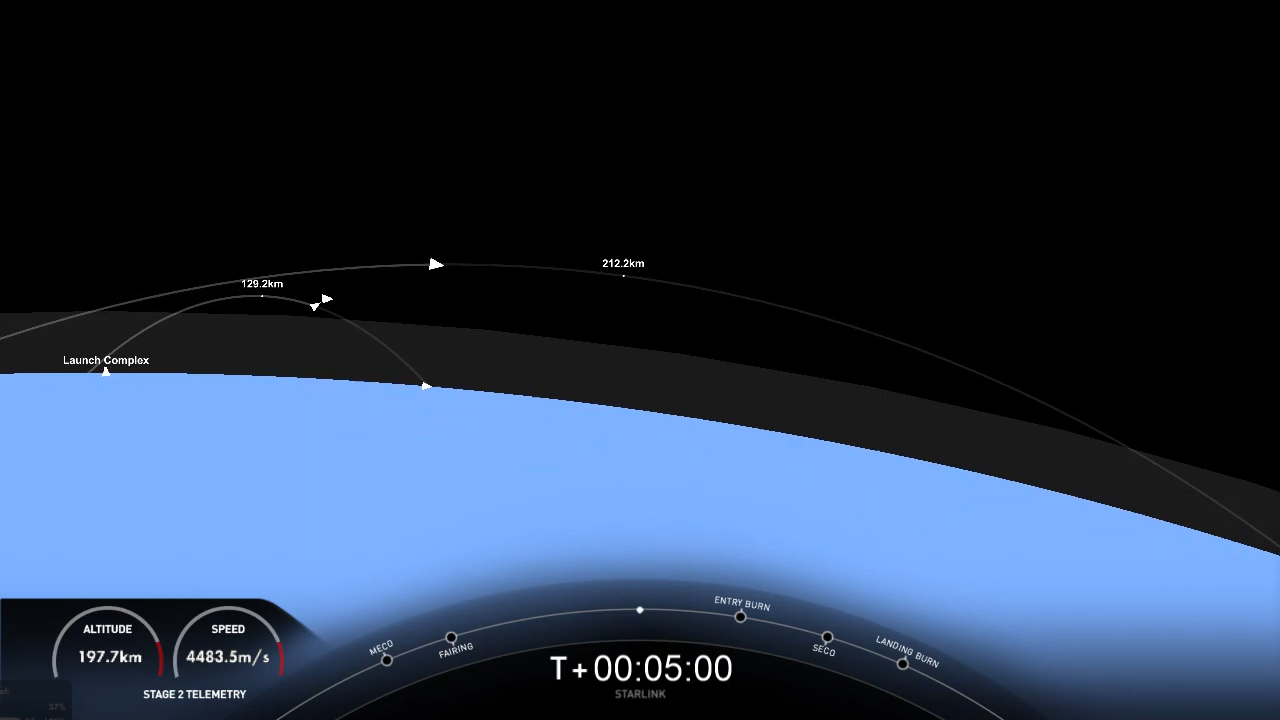 212.2km
129.2km
Launch Complex
ALTITUDE
197.7km
SPEED
4483.5m/s
STAGE 2 TELEMETRY
MECO
FAIRING
ENTRY BURN
SECO
LANDING BURN
T+00:05:00
STARLINK
37%